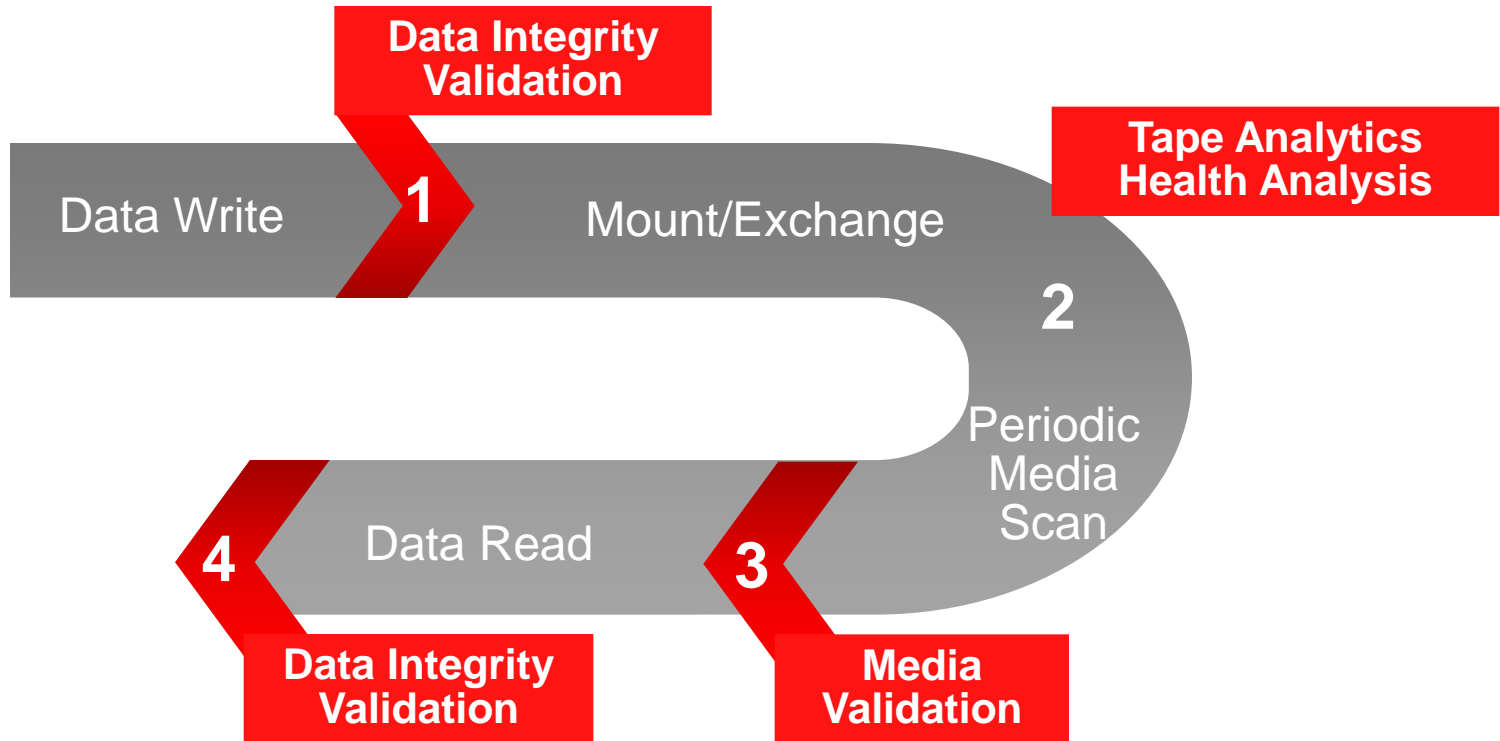 Data Integrity
Validation
Tape Analytics
Health Analysis
Data Write
1
Mount/Exchange
2
Periodic
Media
Scan
4
Data Read
3
Data Integrity
Validation
Media
Validation